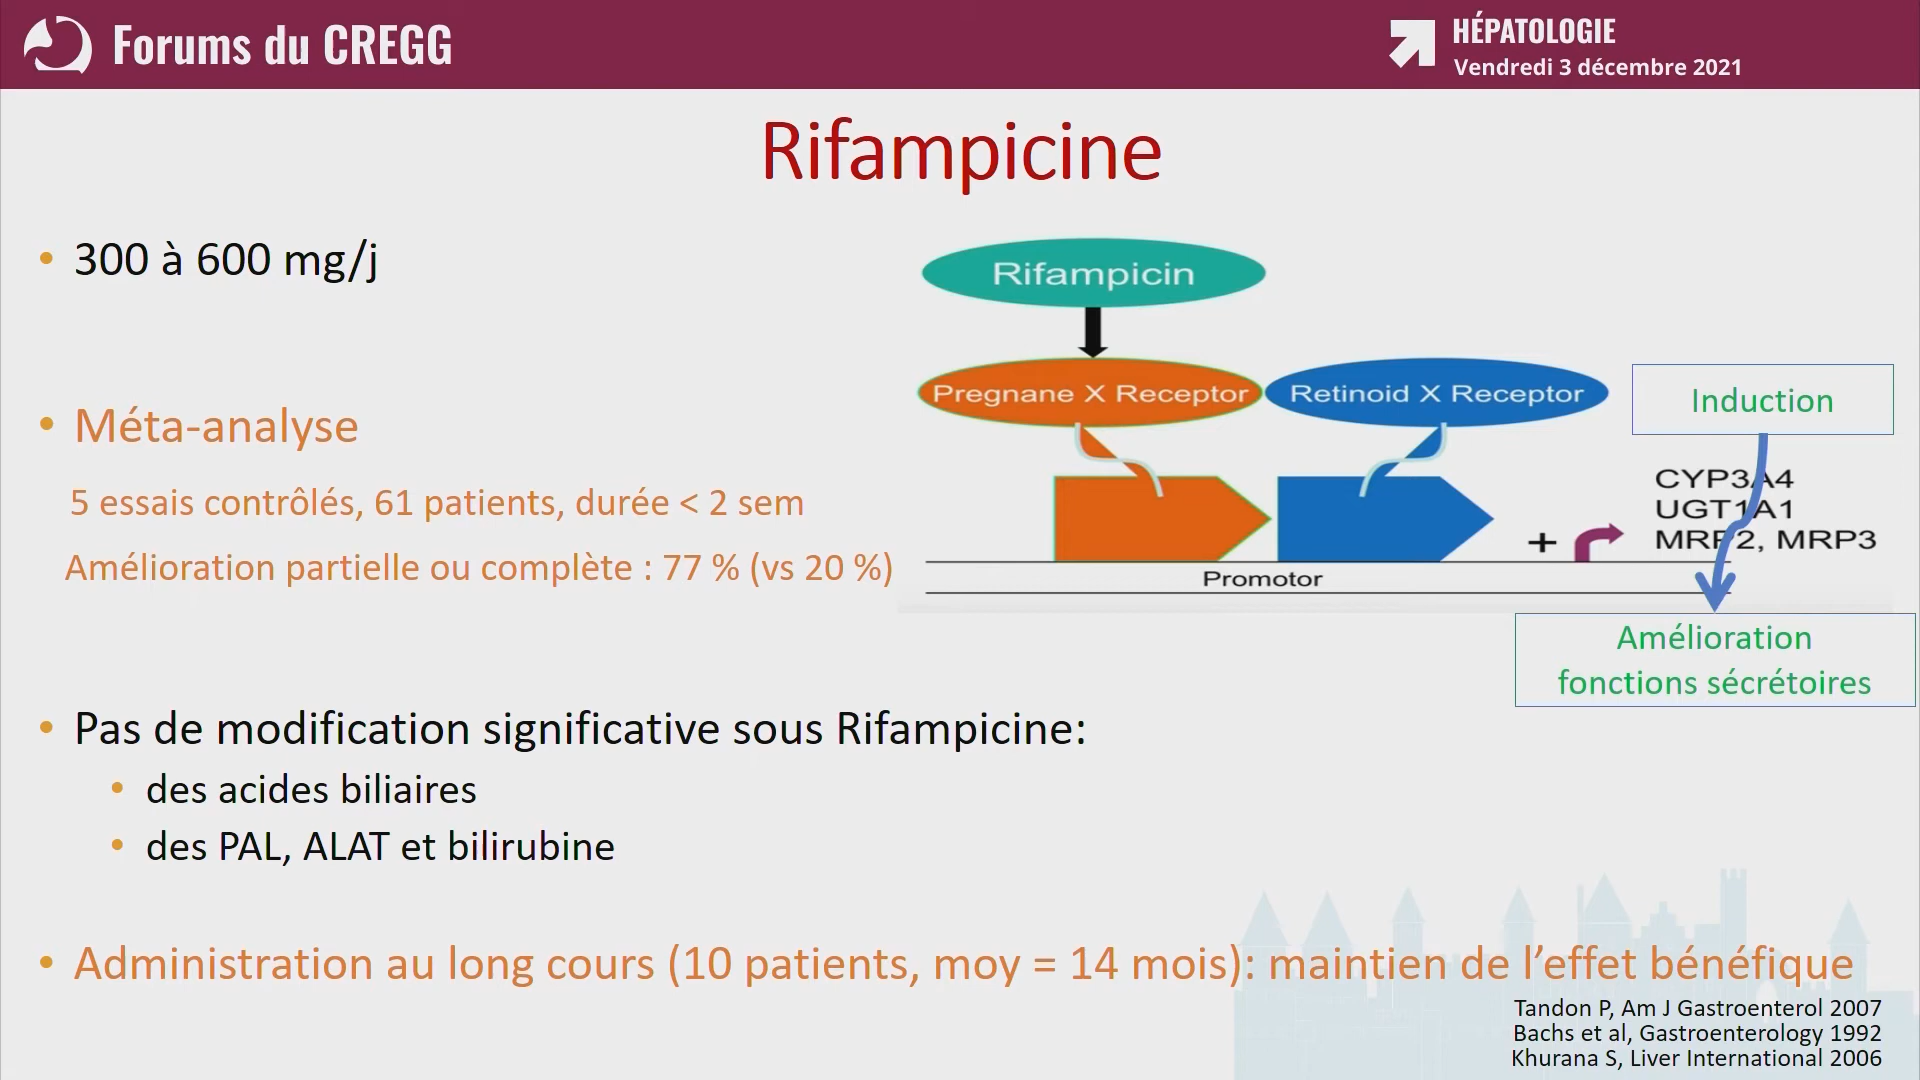 Forums du CREGG
HÉPATOLOGIE
Vendredi 3 décembre 2021
Rifampicine
• 300 à 600 mg/j
• Méta-analyse
5 essais contrôlés, 61 patients, durée < 2 sem
Amélioration partielle ou complète : 77 % (vs 20 %)
Rifampicin
Pregnane X Receptor
Retinoid X Receptor
Induction
CYP3A4
UGT1A1
+
MRP2, MRP3
Promotor
Amélioration
fonctions sécrétoires
• Pas de modification significative sous Rifampicine:
• des acides biliaires
• des PAL, ALAT et bilirubine
• Administration au long cours (10 patients, moy = 14 mois): maintien de l’effet bénéfique
Tandon P, Am J Gastroenterol 2007
Bachs et al, Gastroenterology 1992
Khurana S, Liver International 2006